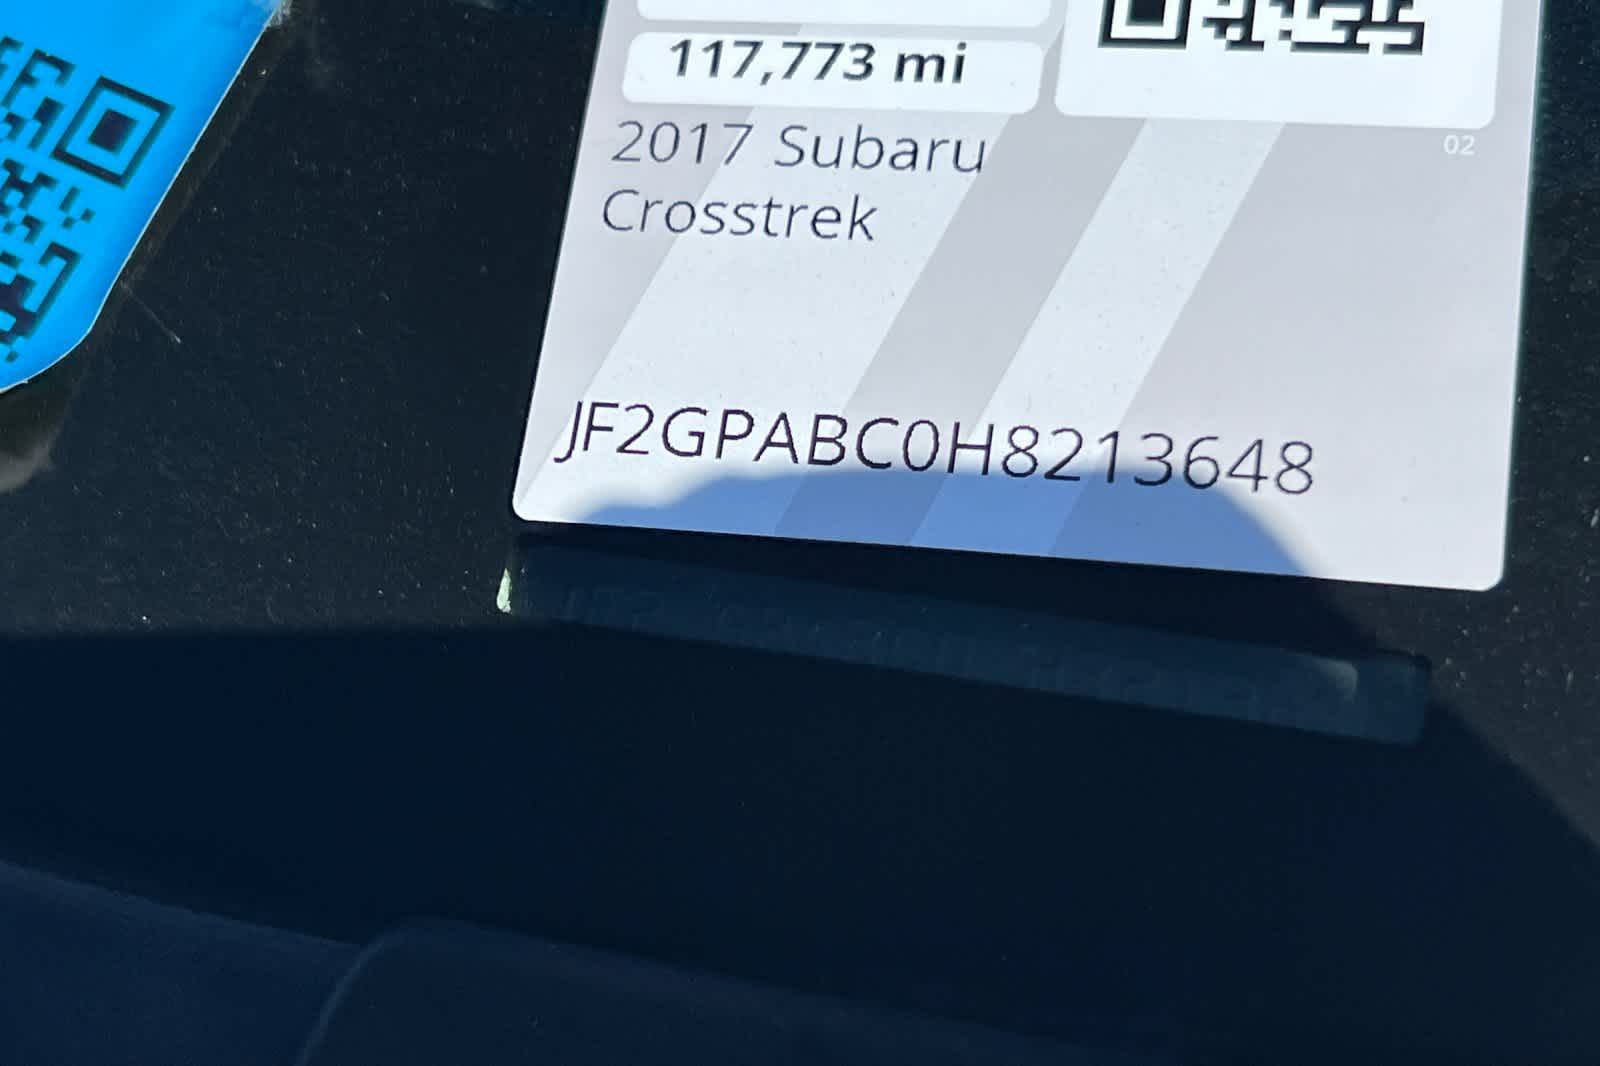 117,773 mi
02
2017 Subaru
Crosstrek
JF2GPABC0H8213648